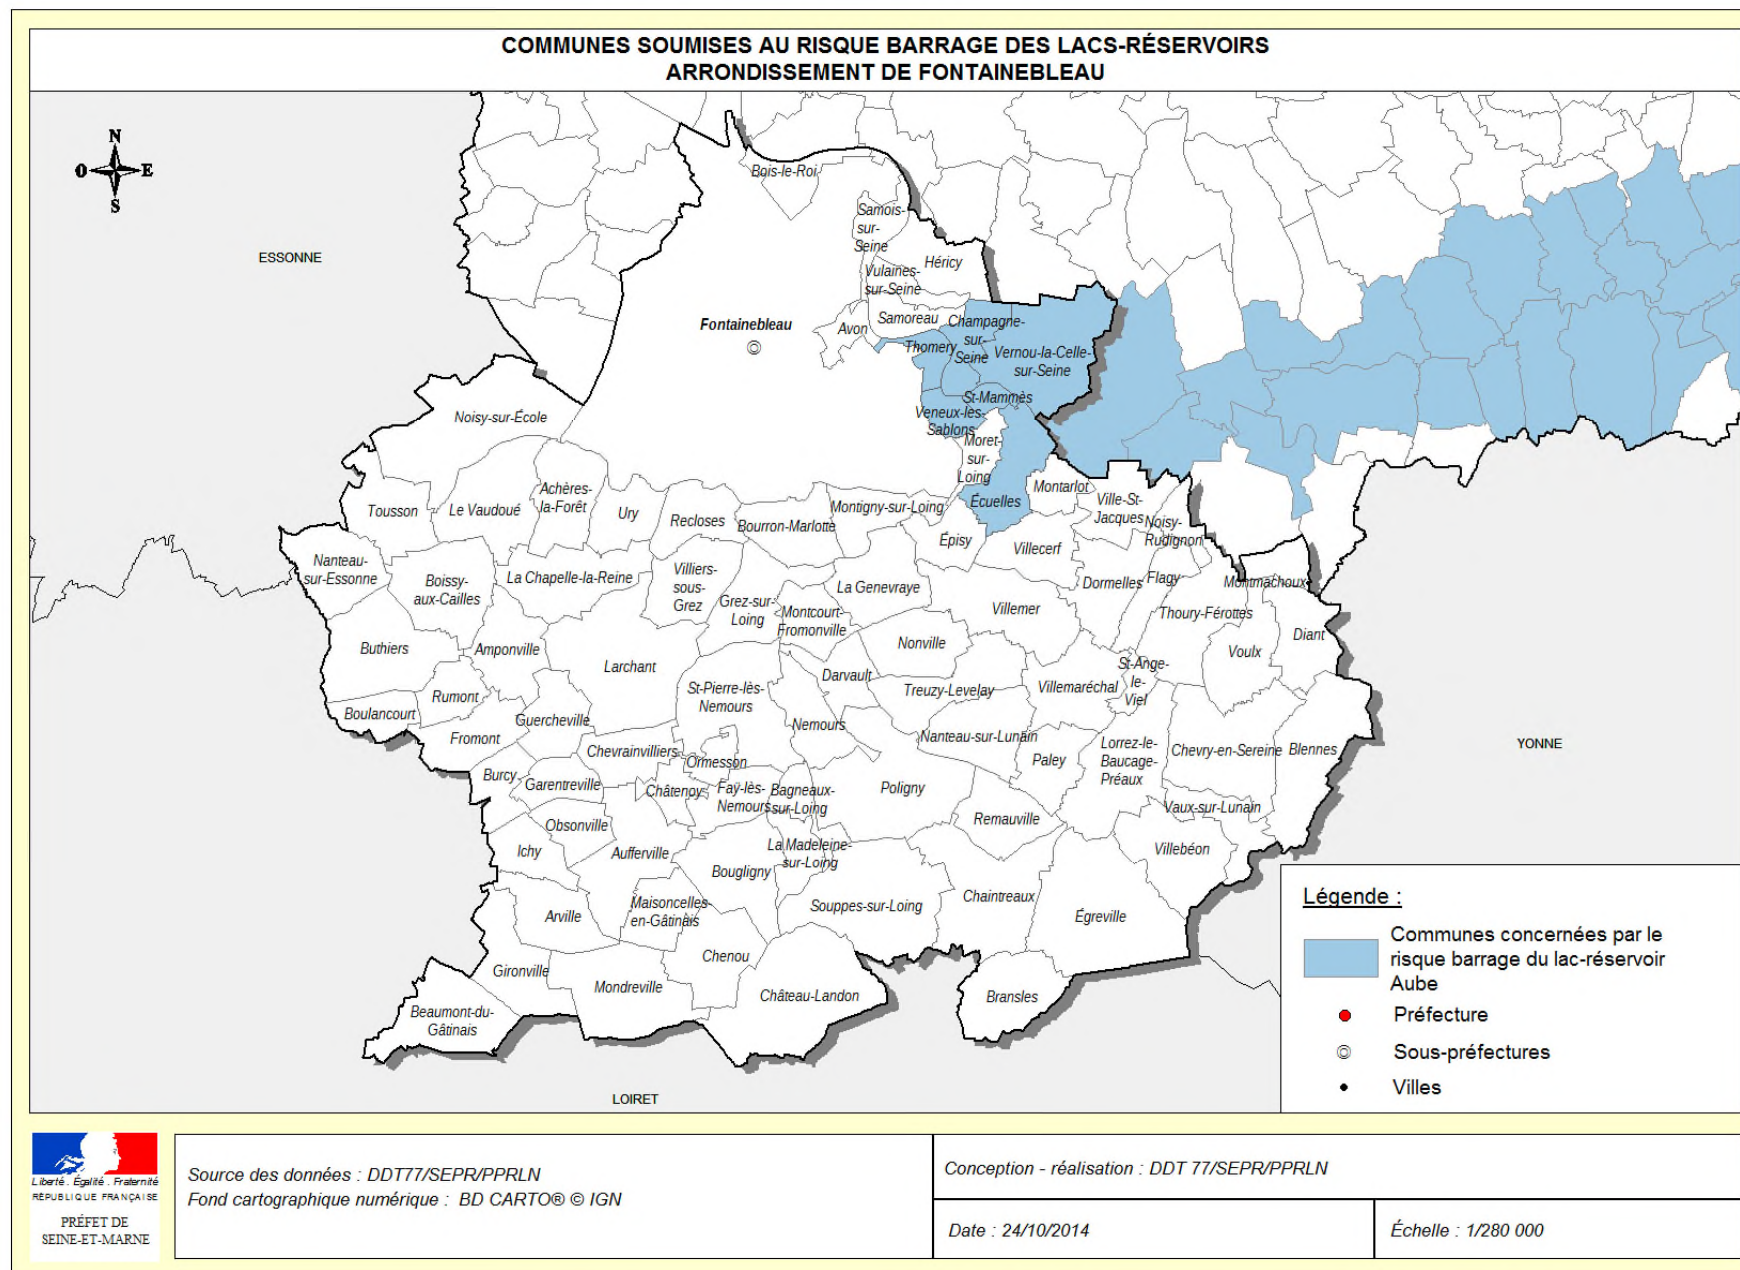 COMMUNES SOUMISES AU RISQUE BARRAGE DES LACS-RÉSERVOIRS
ARRONDISSEMENT DE FONTAINEBLEAU
N
O
E
S
ESSONNE
Bois-le-Roi
Samois-
sur-
Seine
Héricy
Vulaines-
sur-Seine
Samoreau
Avon
Fontainebleau
Champagne-
sur-
Seine
Thomery
Vernou-la-Celle-
sur-Seine
St-Mammès
Veneux-lès-
Sablons
Moret-
sur-
Loing
Écuelles
Montarlot
Ville-St-
Jacques
Noisy-
Rudignon
Noisy-sur-École
Tousson
Le Vaudoué
Achères-
la-Forêt
Ury
Recloses
Bourron-Marlotte
Montigny-sur-Loing
Épisy
Villecerf
Dormelles
Flagy
Montmachoux
Nanteau-
sur-Essonne
Boissy-
aux-Cailles
La Chapelle-la-Reine
Villiers-
sous-
Grez
Grez-sur-
Loing
Montcourt-
Fromonville
La Genevraye
Villemer
Thoury-Férottes
Diant
Voulx
Buthiers
Amponville
Larchant
Nonville
Darvault
St-Ange-
le-
Viel
Villemaréchal
Treuzy-Levelay
Rumont
Boulancourt
Guercheville
St-Pierre-lès-
Nemours
Nemours
Nanteau-sur-Lunain
Fromont
Chevrainvilliers
Ormesson
Paley
Lorrez-le-
Baucage-
Préaux
Chevry-en-Sereine
Blennes
YONNE
Burcy
Garentreville
Châtenoy
Faÿ-lès-
Nemours
Bagneaux-
sur-Loing
Poligny
Remauville
Vaux-sur-Lunain
Obsonville
Ichy
Aufferville
Bougligny
La Madeleine-
sur-Loing
Villebéon
Arville
Maisoncelles-
en-Gâtinais
Souppes-sur-Loing
Chaintreaux
Égreville
Chenou
Gironville
Mondreville
Château-Landon
Bransles
Beaumont-du-
Gâtinais
LOIRET
Légende :
Communes concernées par le
risque barrage du lac-réservoir
Aube
Préfecture
Sous-préfectures
Villes
Liberté . Égalité . Fraternité
RÉPUBLIQUE FRANÇAISE
PRÉFET DE
SEINE-ET-MARNE
Source des données : DDT77/SEPR/PPRLN
Fond cartographique numérique : BD CARTO® © IGN
Conception - réalisation : DDT 77/SEPR/PPRLN
Date : 24/10/2014
Échelle : 1/280 000